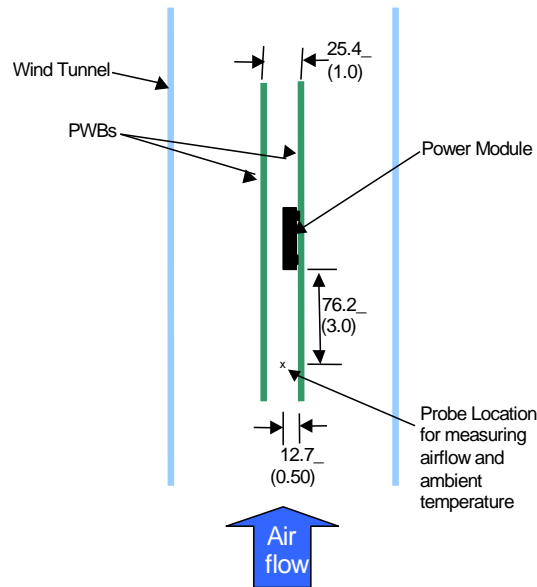 25.4_
(1.0)
Wind Tunnel
PWBs
Power Module
76.2_
(3.0)
x
Probe Location
for measuring
airflow and
ambient
temperature
12.7_
(0.50)
Air
flow